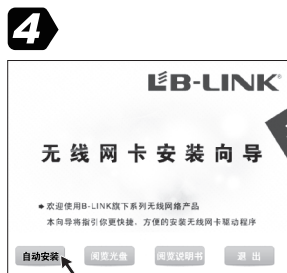 4
LB-LINK®
无线网卡安装向导
欢迎使用B-LINK旗下系列无线网络产品
本向导将指引你更快捷、方便的安装无线网卡驱动程序
自动安装 阅览光盘 阅览说明书 退出